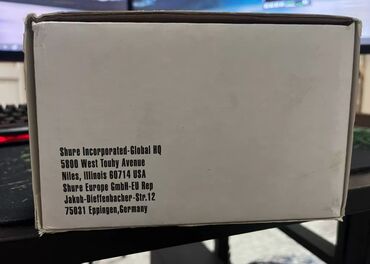 Shure Incorporated-Global HQ
5800 West Touhy Avenue
Niles, Illinois 60714 USA
Shure Europe GmbH-EU Rep
Jakob-Dieffenbacher-Str.12
75031 Eppingen,Germany